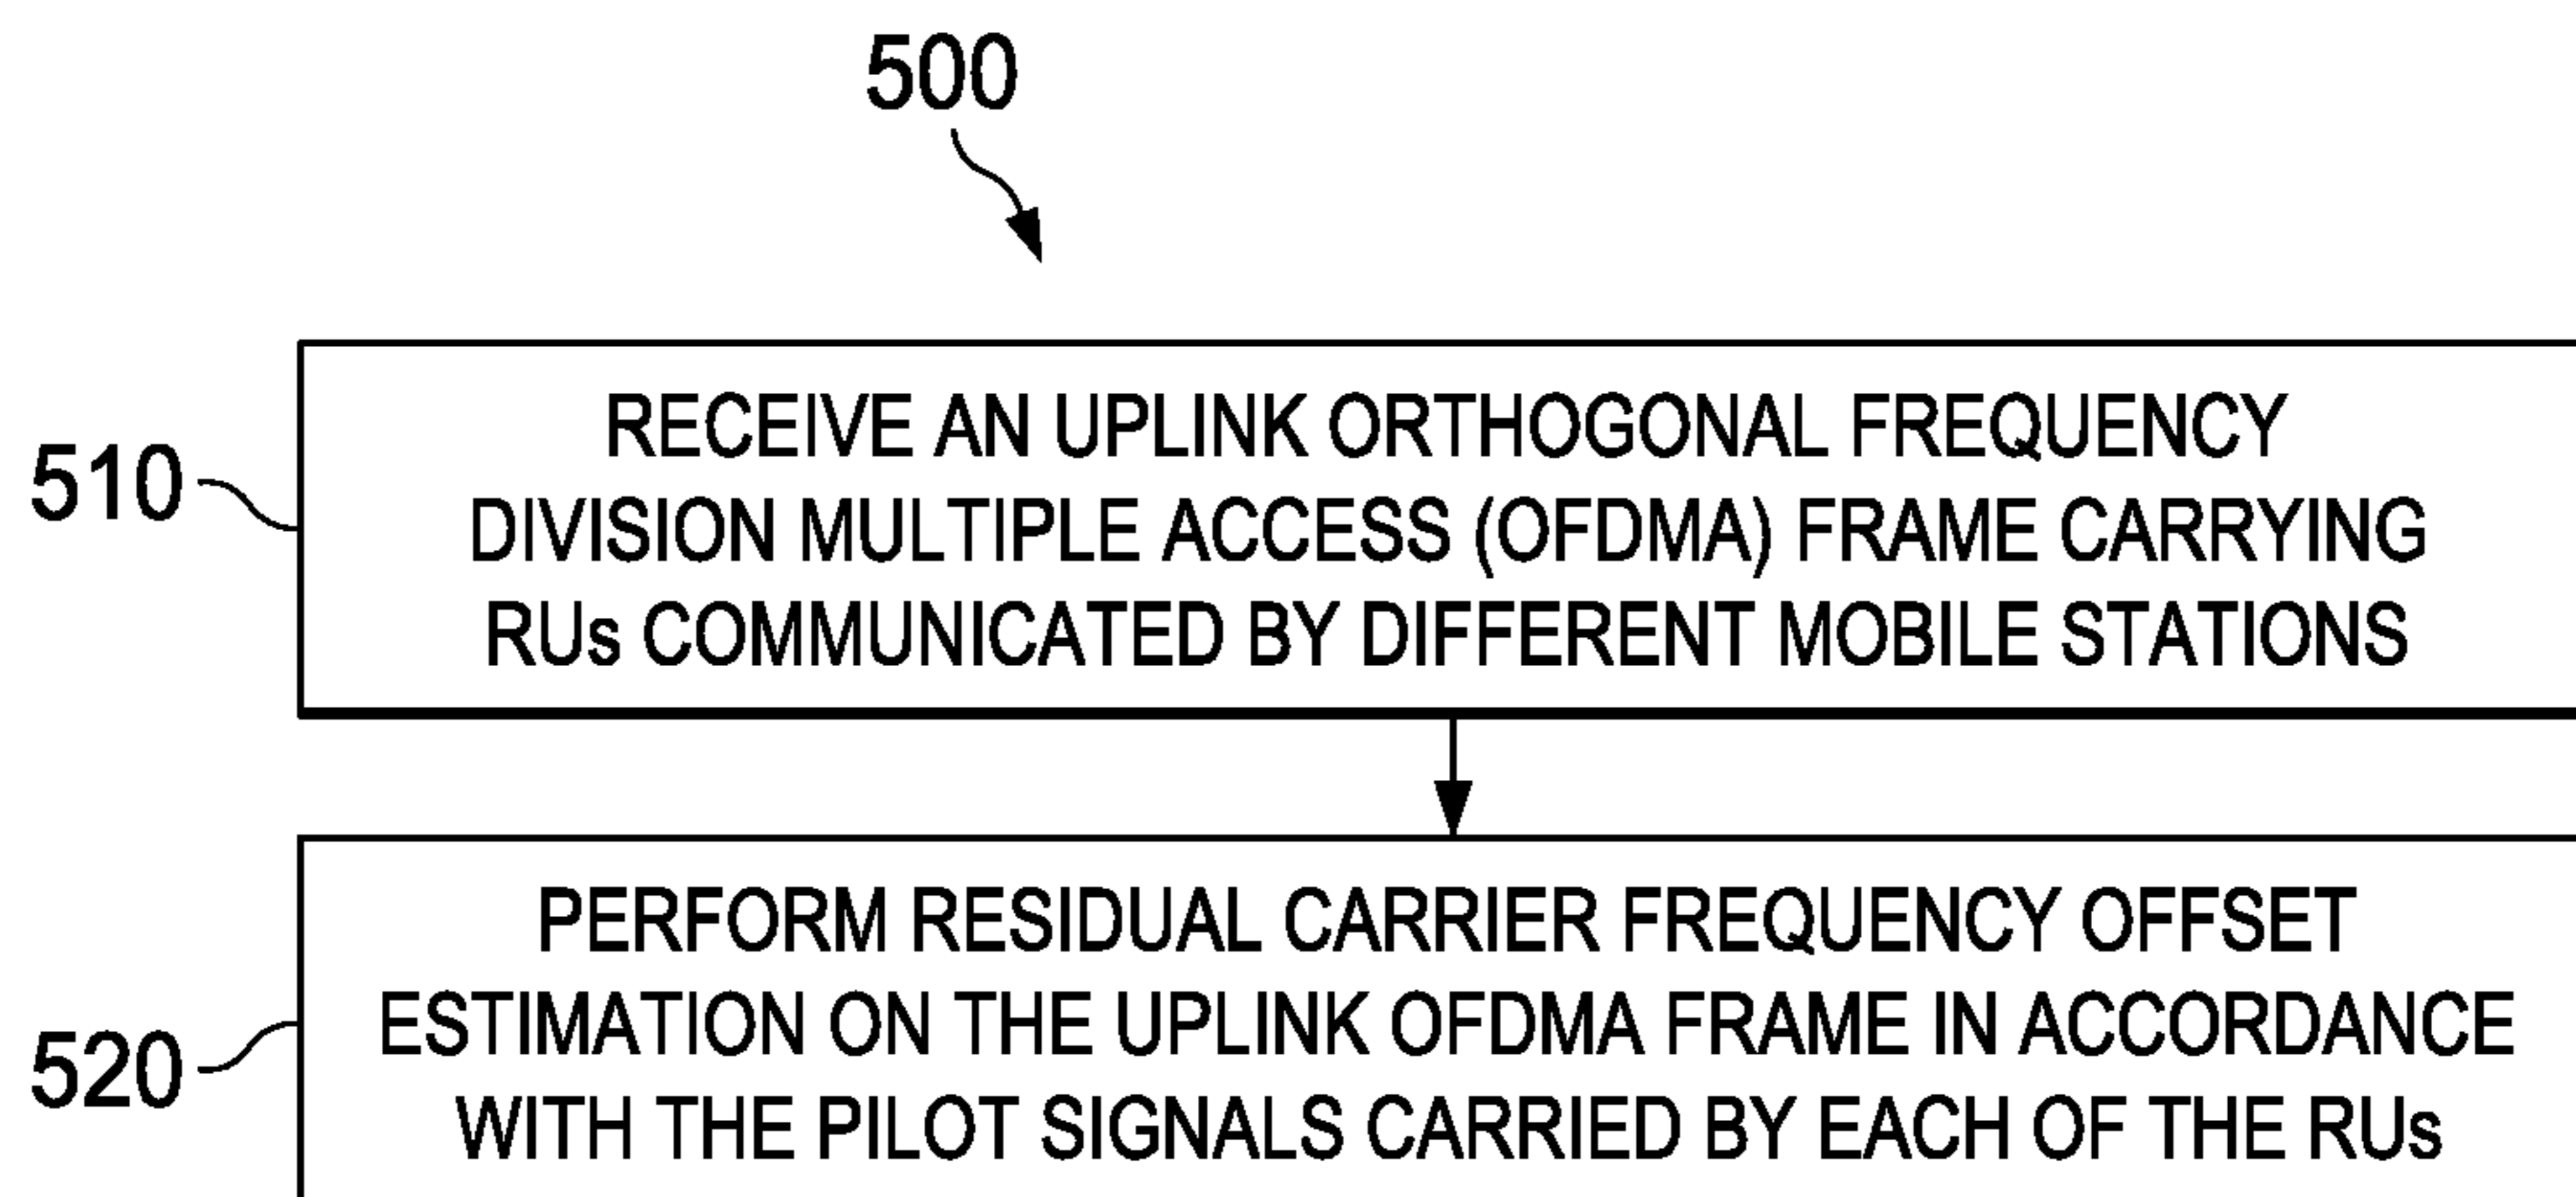 500
510
RECEIVE AN UPLINK ORTHOGONAL FREQUENCY
DIVISION MULTIPLE ACCESS (OFDMA) FRAME CARRYING
RUs COMMUNICATED BY DIFFERENT MOBILE STATIONS
520
PERFORM RESIDUAL CARRIER FREQUENCY OFFSET
ESTIMATION ON THE UPLINK OFDMA FRAME IN ACCORDANCE
WITH THE PILOT SIGNALS CARRIED BY EACH OF THE RUs